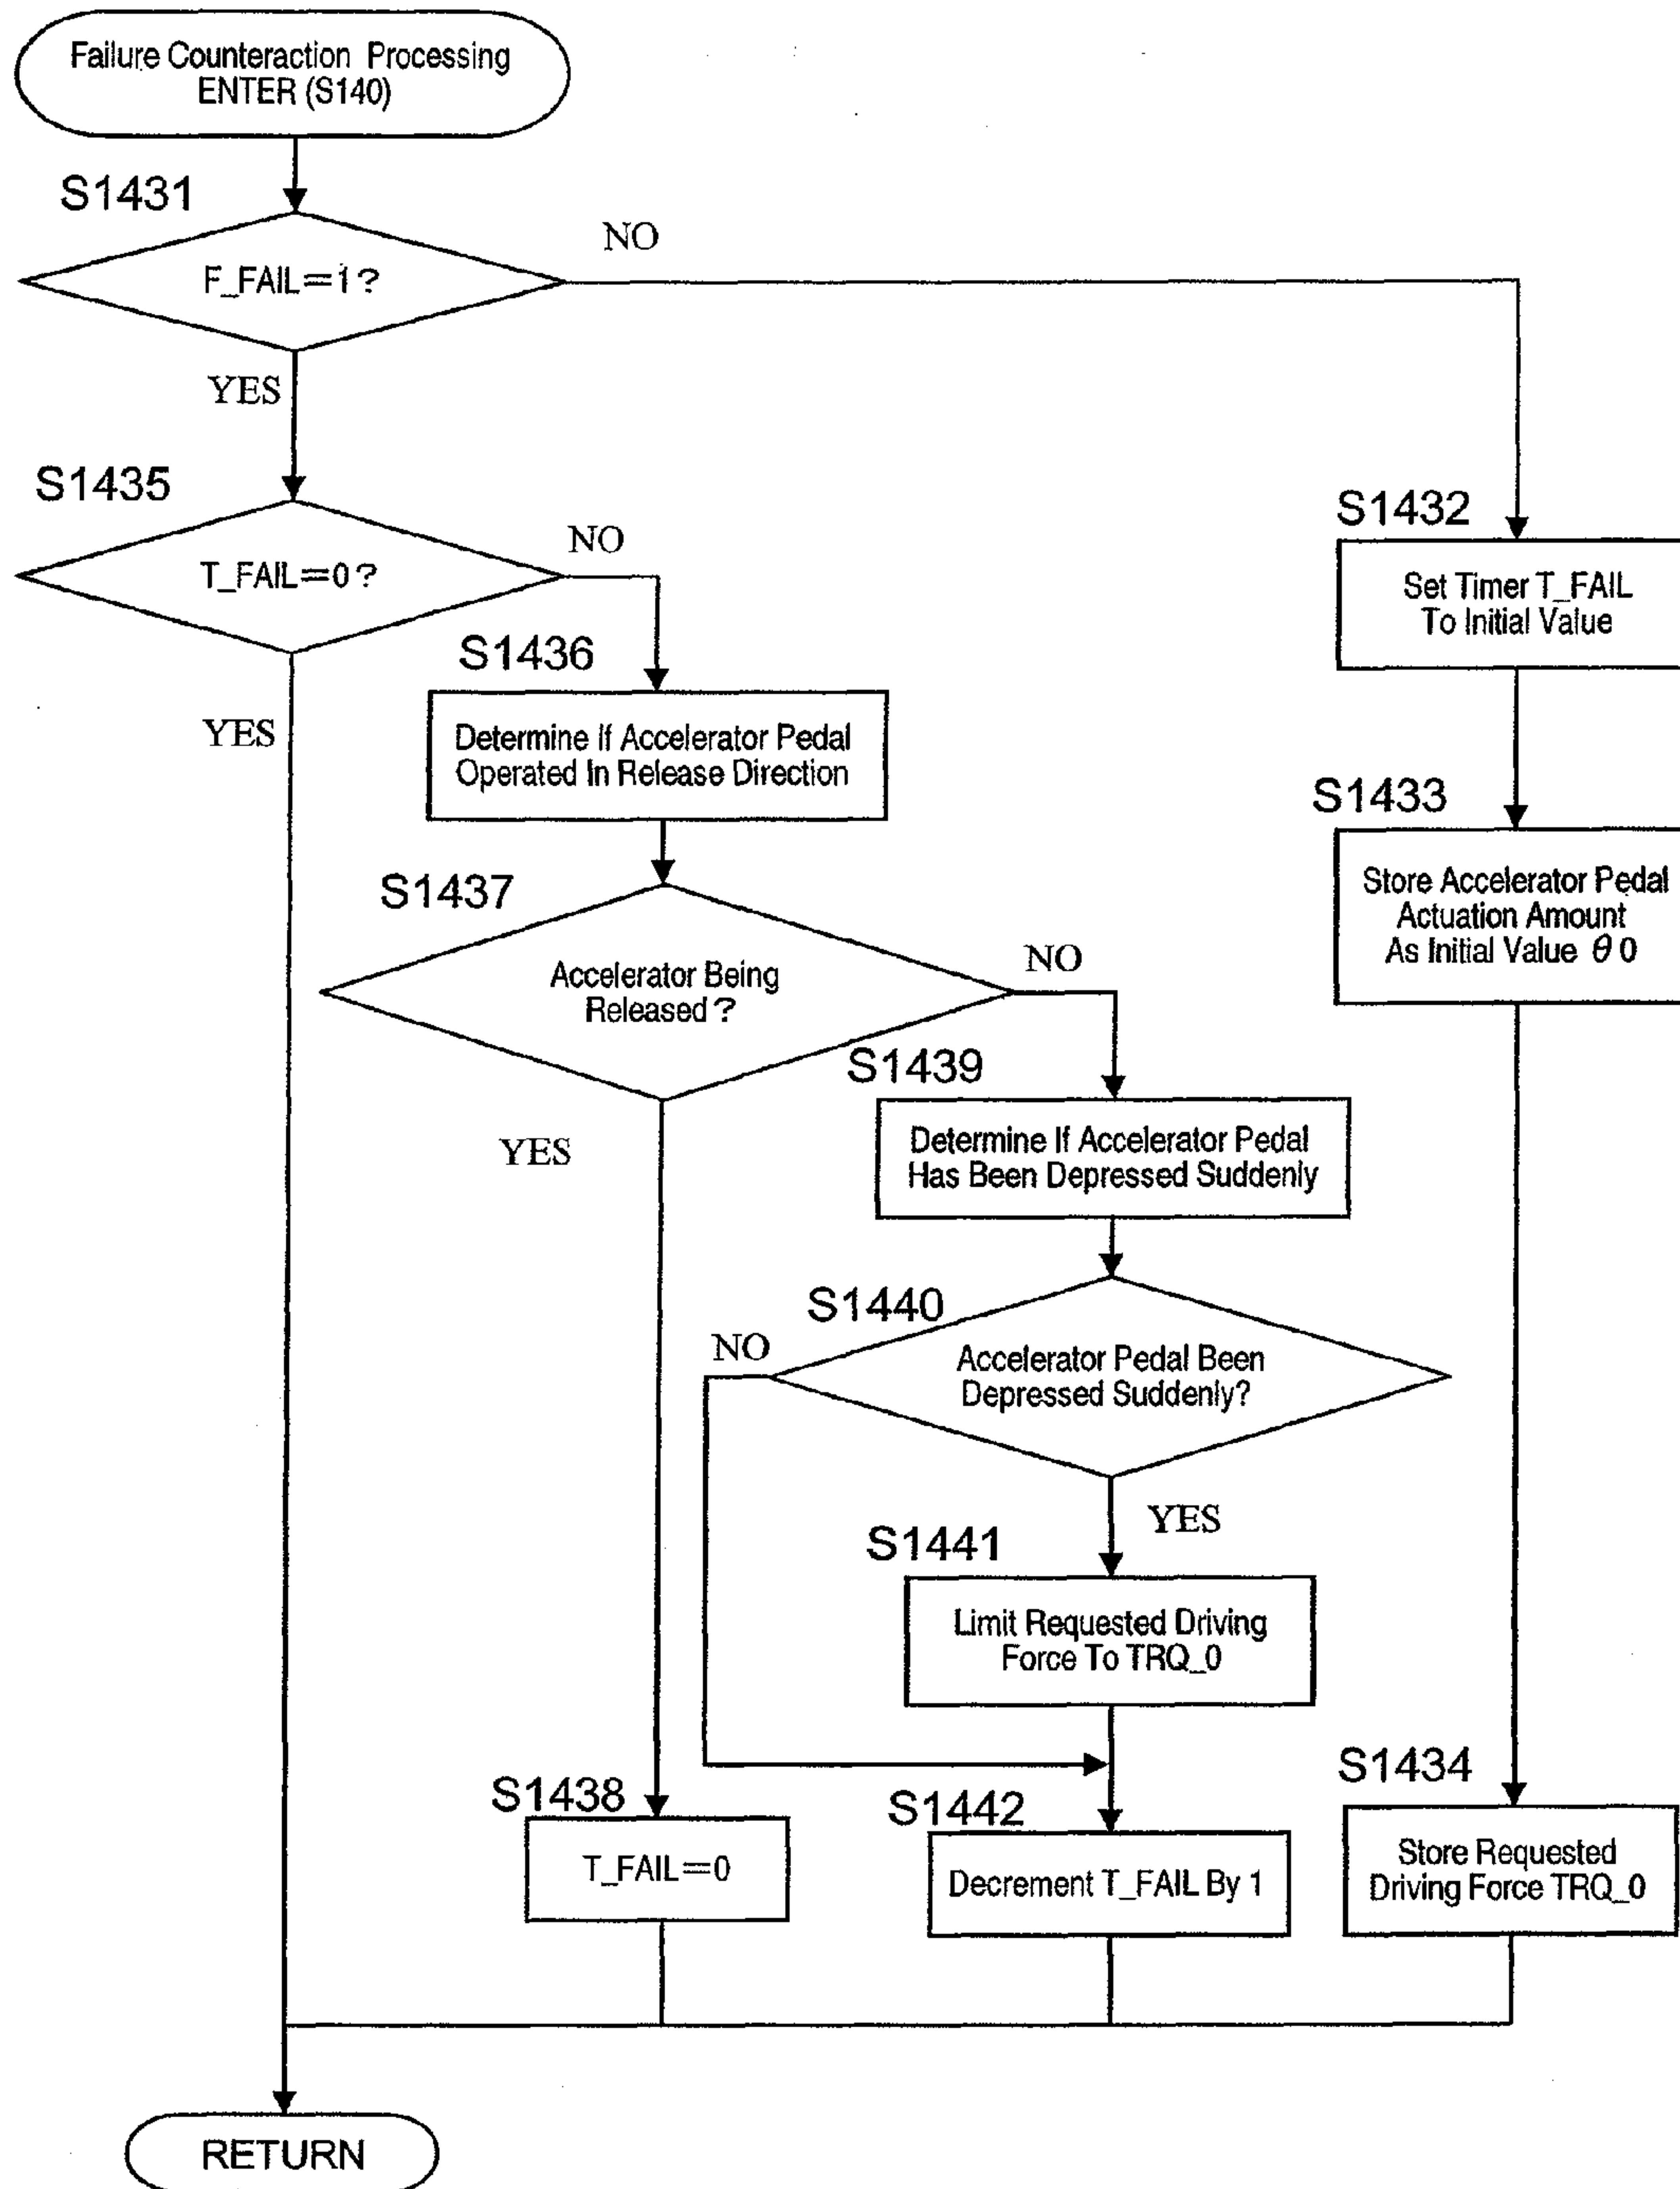 Failure Counteraction Processing
ENTER (S140)
S1431
F_FAIL=1?
NO
YES
S1435
T_FAIL=0?
NO
YES
S1432
Set Timer T_FAIL
To Initial Value
S1436
Determine If Accelerator Pedal
Operated In Release Direction
S1433
Store Accelerator Pedal
Actuation Amount
As Initial Value θ0
S1437
Accelerator Being
Released?
NO
YES
S1439
Determine If Accelerator Pedal
Has Been Depressed Suddenly
S1440
NO
Accelerator Pedal Been
Depressed Suddenly?
YES
S1441
Limit Requested Driving
Force To TRQ_0
S1438
T_FAIL=0
S1442
Decrement T_FAIL By 1
S1434
Store Requested
Driving Force TRQ_0
RETURN